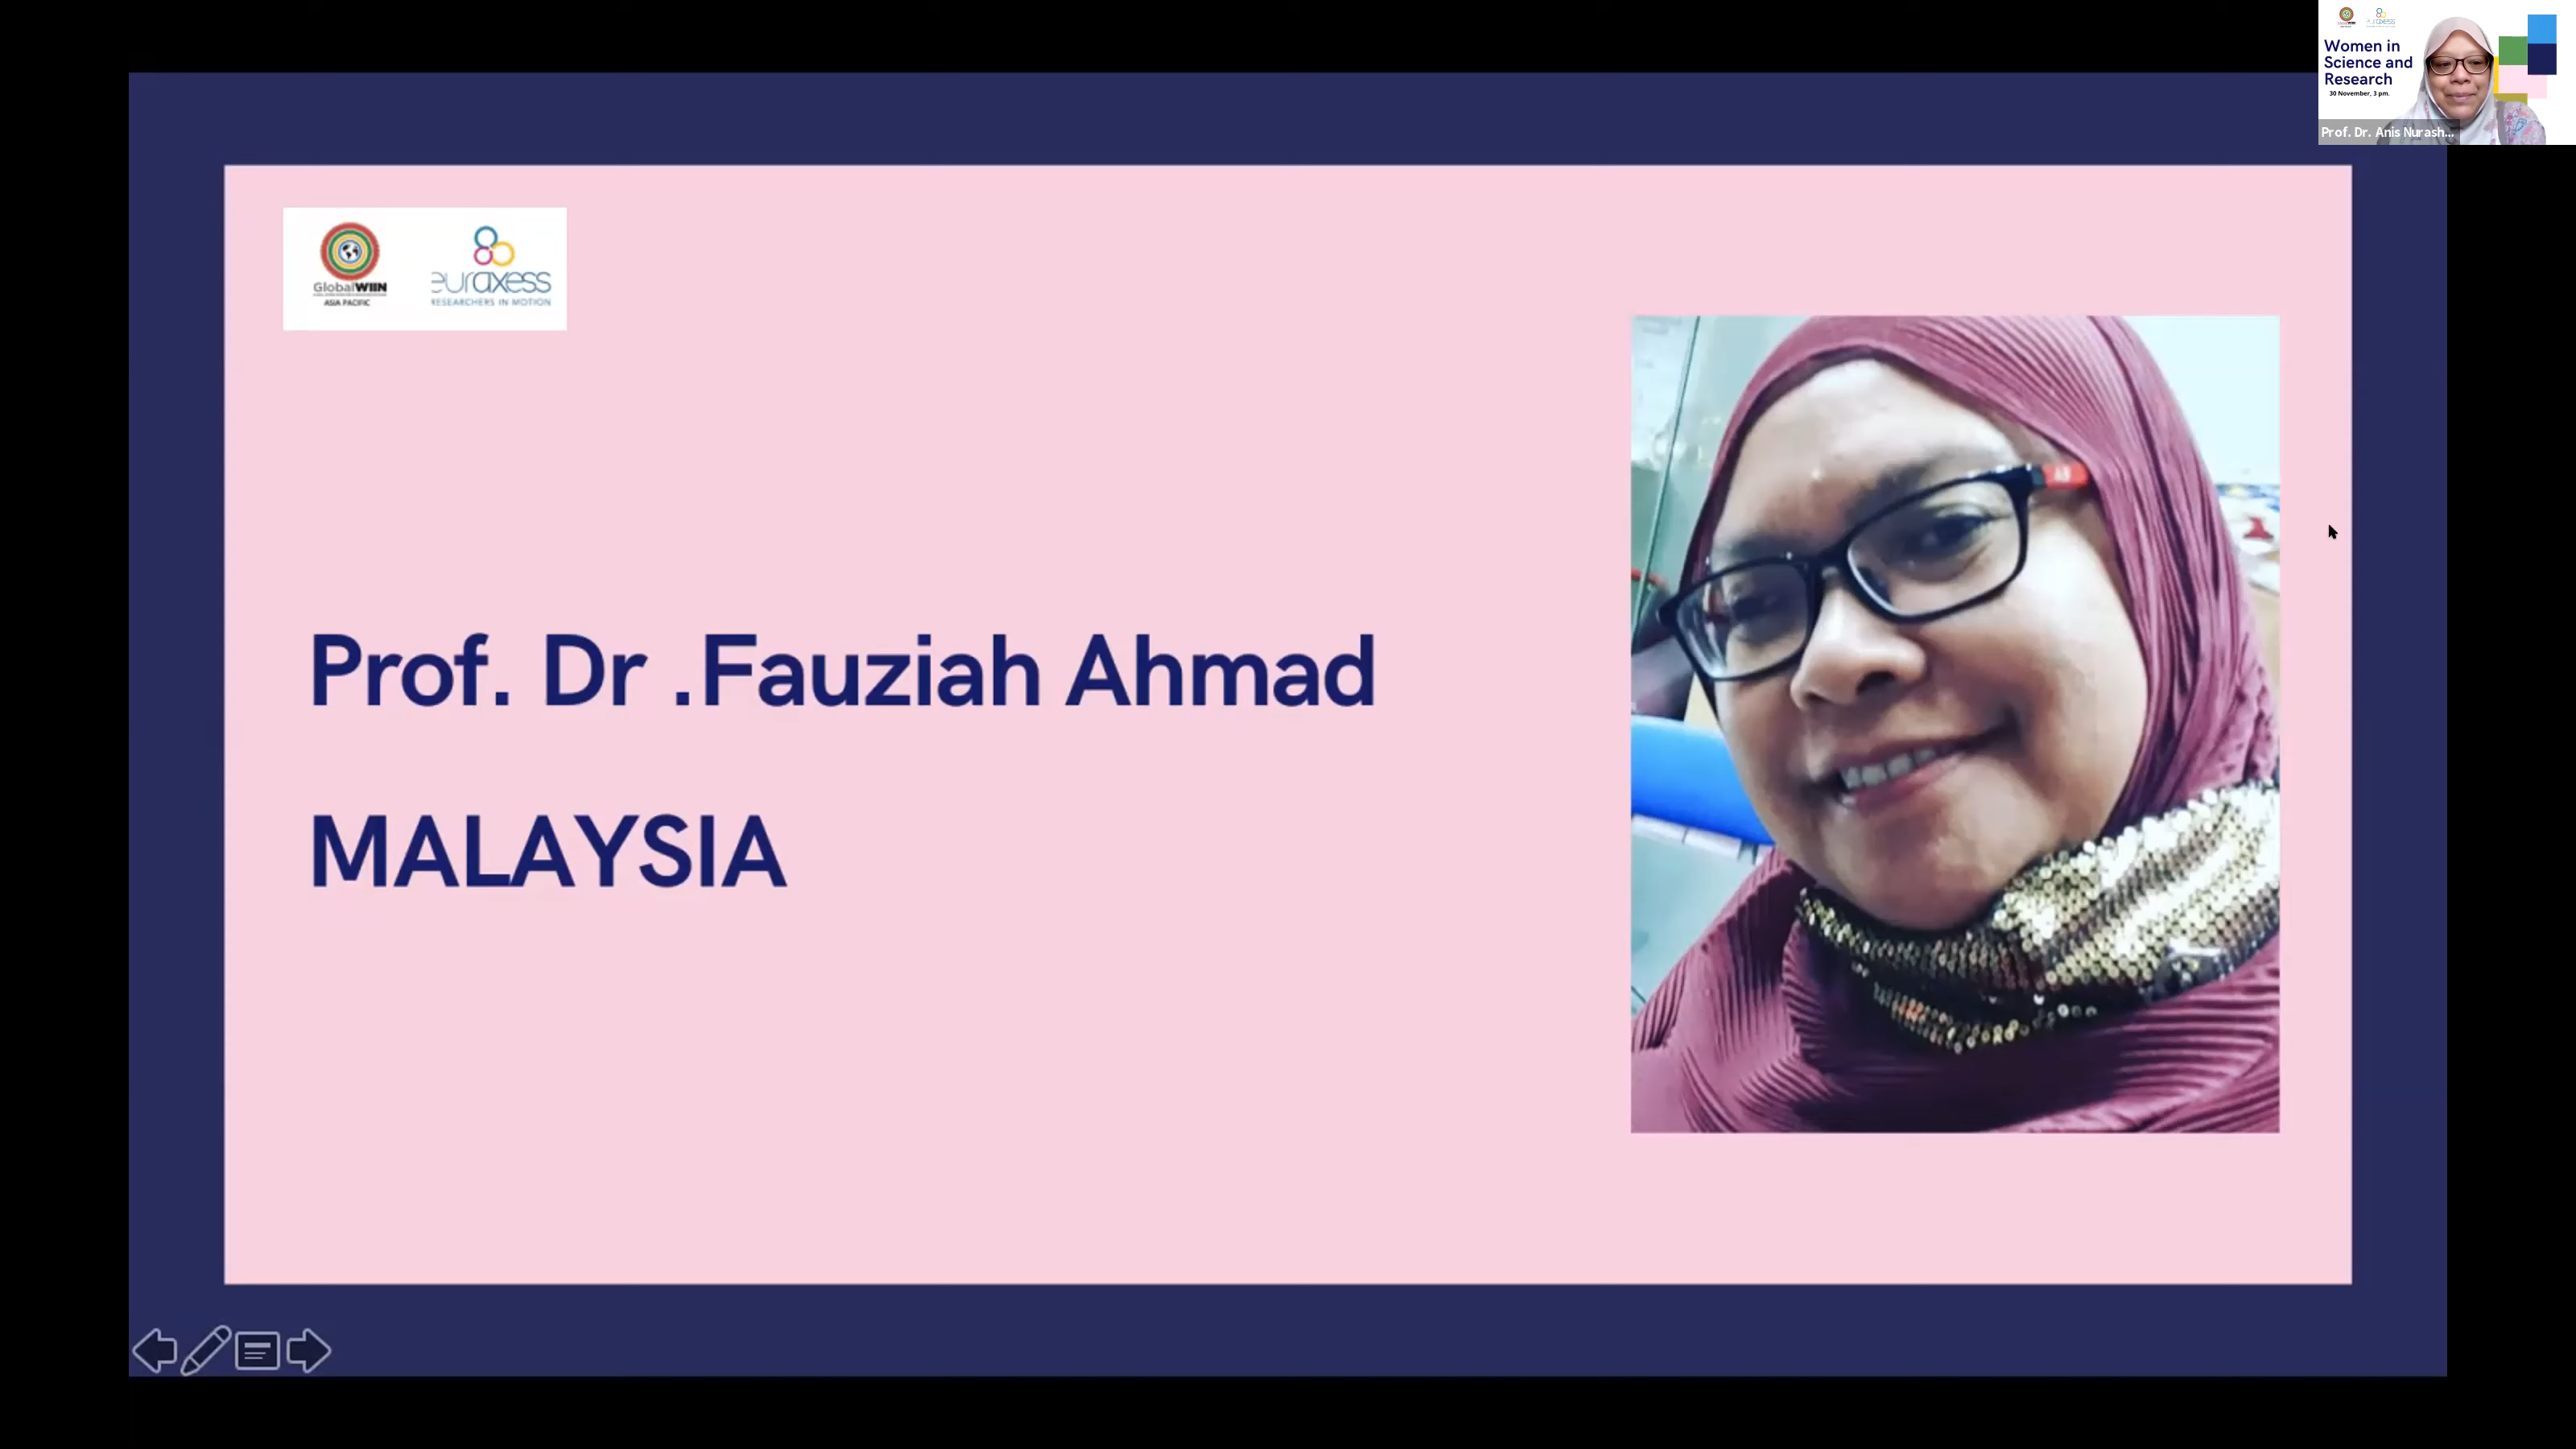 GlobalWIIN
ASIA PACIFIC
euraxess
RESEARCHERS IN MOTION
Prof. Dr .Fauziah Ahmad
MALAYSIA
AB
Women in
Science and
Research
30 November, 3 pm.
Prof. Dr. Anis Nurash...